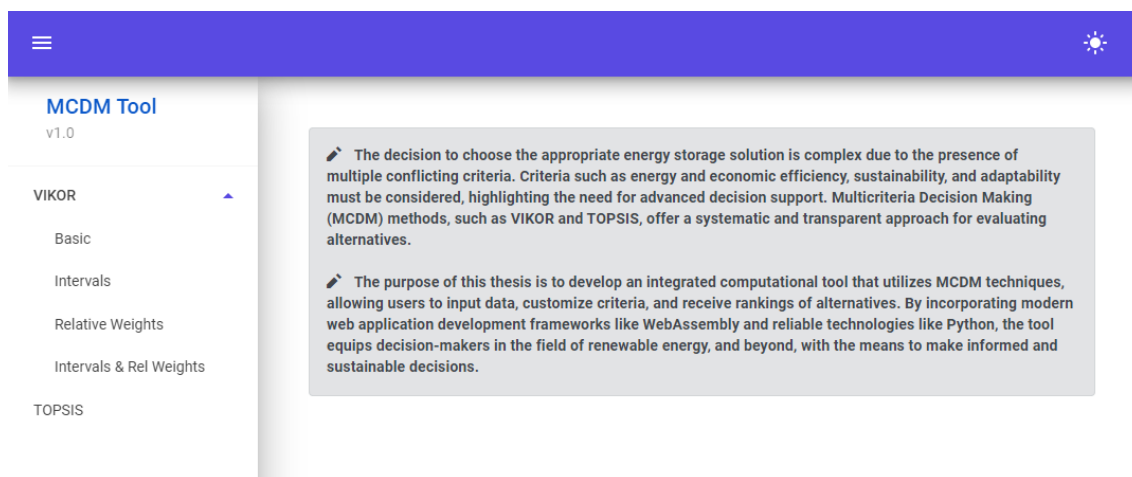 MCDM Tool
v1.0
VIKOR
Basic
Intervals
Relative Weights
Intervals & Rel Weights
TOPSIS
The decision to choose the appropriate energy storage solution is complex due to the presence of
multiple conflicting criteria. Criteria such as energy and economic efficiency, sustainability, and adaptability
must be considered, highlighting the need for advanced decision support. Multicriteria Decision Making
(MCDM) methods, such as VIKOR and TOPSIS, offer a systematic and transparent approach for evaluating
alternatives.
The purpose of this thesis is to develop an integrated computational tool that utilizes MCDM techniques,
allowing users to input data, customize criteria, and receive rankings of alternatives. By incorporating modern
web application development frameworks like WebAssembly and reliable technologies like Python, the tool
equips decision-makers in the field of renewable energy, and beyond, with the means to make informed and
sustainable decisions.